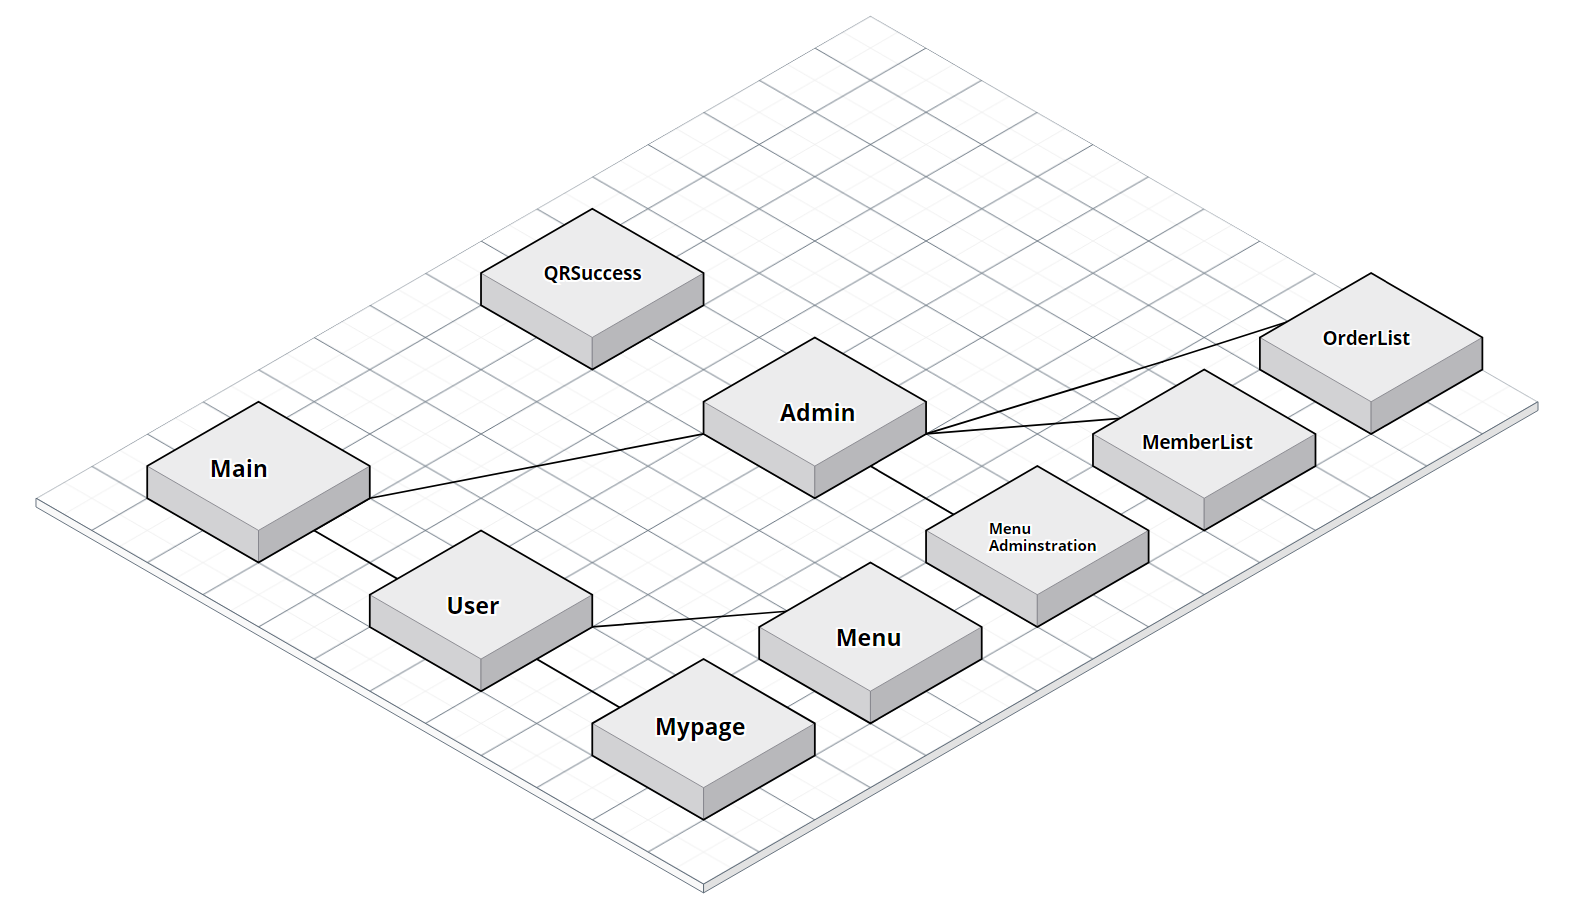 QRSuccess
OrderList
Admin
MemberList
Main
Menu
Adminstration
User
Menu
Mypage